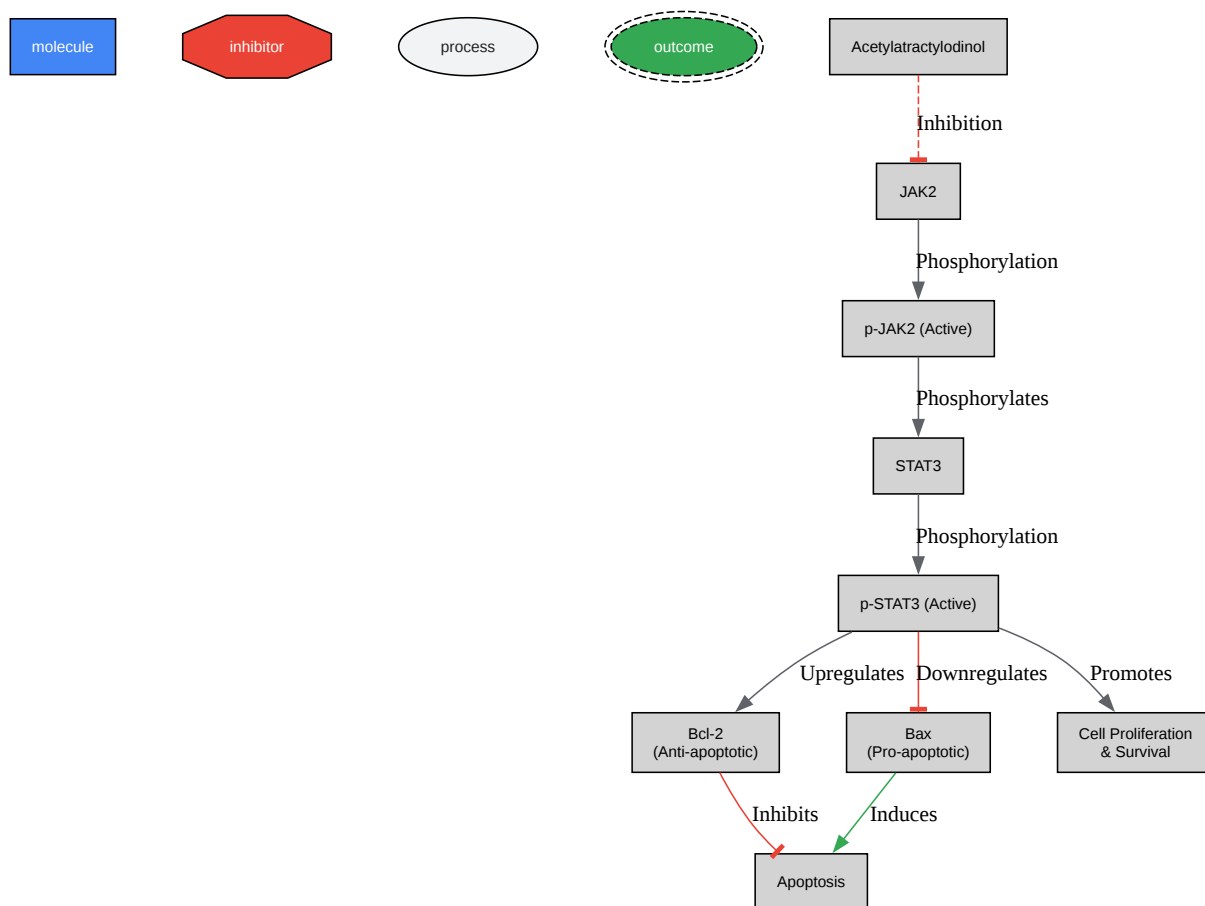 molecule
inhibitor
process
outcome
Acetylatractylodinol
Inhibition
JAK2
Phosphorylation
p-JAK2 (Active)
Phosphorylates
STAT3
Phosphorylation
p-STAT3 (Active)
Upregulates
Downregulates
Promotes
Bcl-2
(Anti-apoptotic)
Bax
(Pro-apoptotic)
Cell Proliferation
& Survival
Inhibits
Induces
Apoptosis